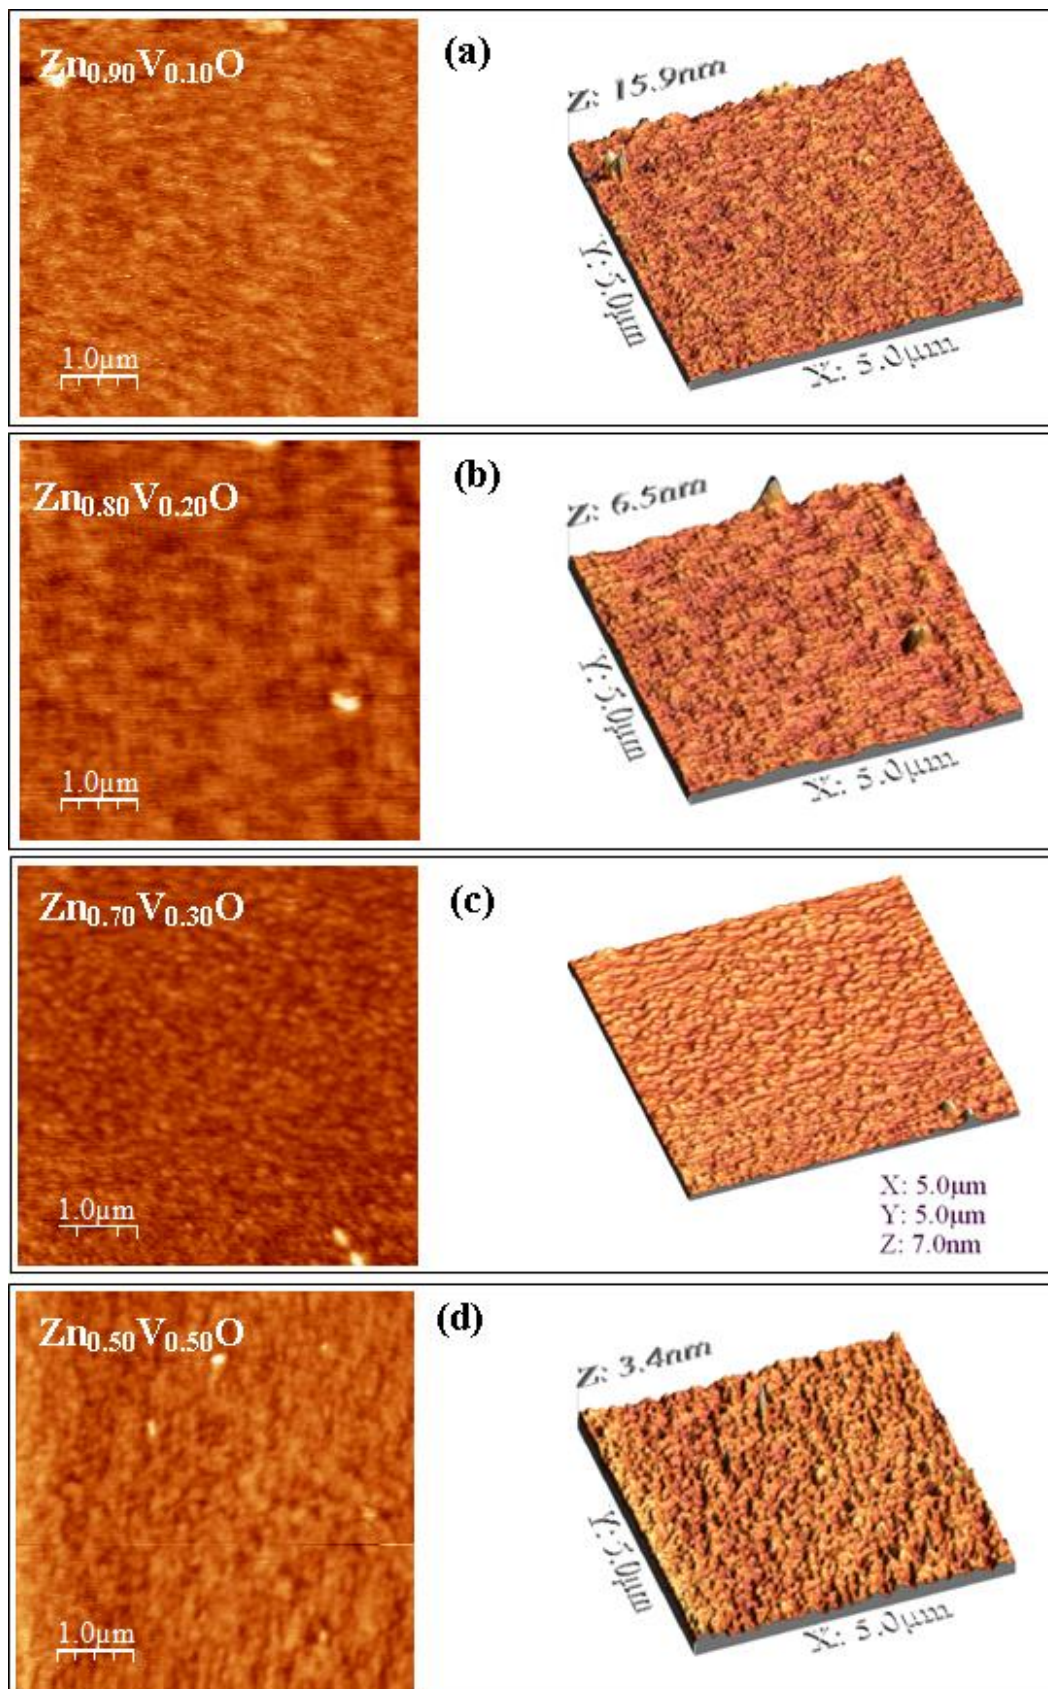 Zn₀.₉₀V₀.₁₀O
(a)
Z: 15.9nm
Y: 5.0µm
X: 5.0µm
1.0µm
Zn₀.₈₀V₀.₂₀O
(b)
Z: 6.5nm
Y: 5.0µm
X: 5.0µm
1.0µm
Zn₀.₇₀V₀.₃₀O
(c)
1.0µm
X: 5.0µm
Y: 5.0µm
Z: 7.0nm
Zn₀.₅₀V₀.₅₀O
(d)
Z: 3.4nm
Y: 5.0µm
X: 5.0µm
1.0µm